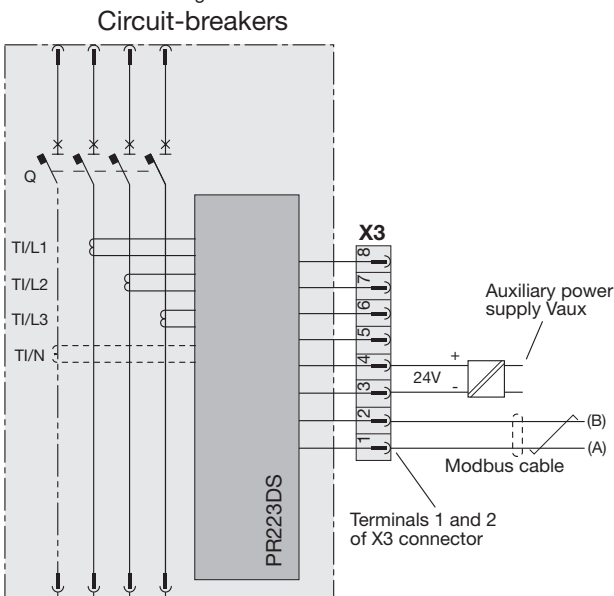 Circuit-breakers
Q
TI/L1
TI/L2
TI/L3
TI/N
PR223DS
X3
8
7
6
5
4
3
2
1
Auxiliary power
supply Vaux
+
24V
-
(B)
(A)
Modbus cable
Terminals 1 and 2
of X3 connector